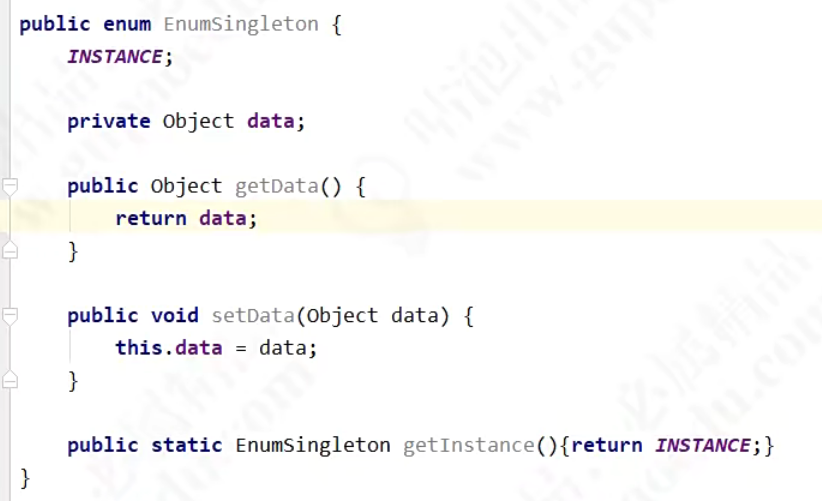 public enum EnumSingleton {
INSTANCE;
private Object data;
public Object getData() {
return data;
}
public void setData(Object data) {
this.data = data;
}
public static EnumSingleton getInstance(){return INSTANCE;}
}